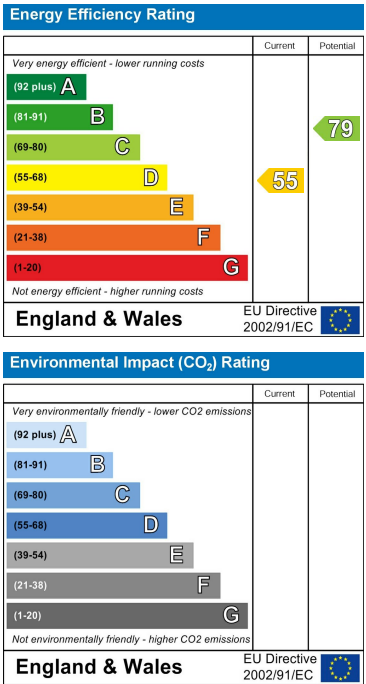 Energy Efficiency Rating
Current Potential
Very energy efficient - lower running costs
(92 plus) A
(81-91) B
79
(69-80) C
(55-68) D
55
(39-54) E
(21-38) F
(1-20) G
Not energy efficient - higher running costs
England & Wales
EU Directive
2002/91/EC
Environmental Impact (CO₂) Rating
Current Potential
Very environmentally friendly - lower CO2 emissions
(92 plus) A
(81-91) B
(69-80) C
(55-68) D
(39-54) E
(21-38) F
(1-20) G
Not environmentally friendly - higher CO2 emissions
England & Wales
EU Directive
2002/91/EC